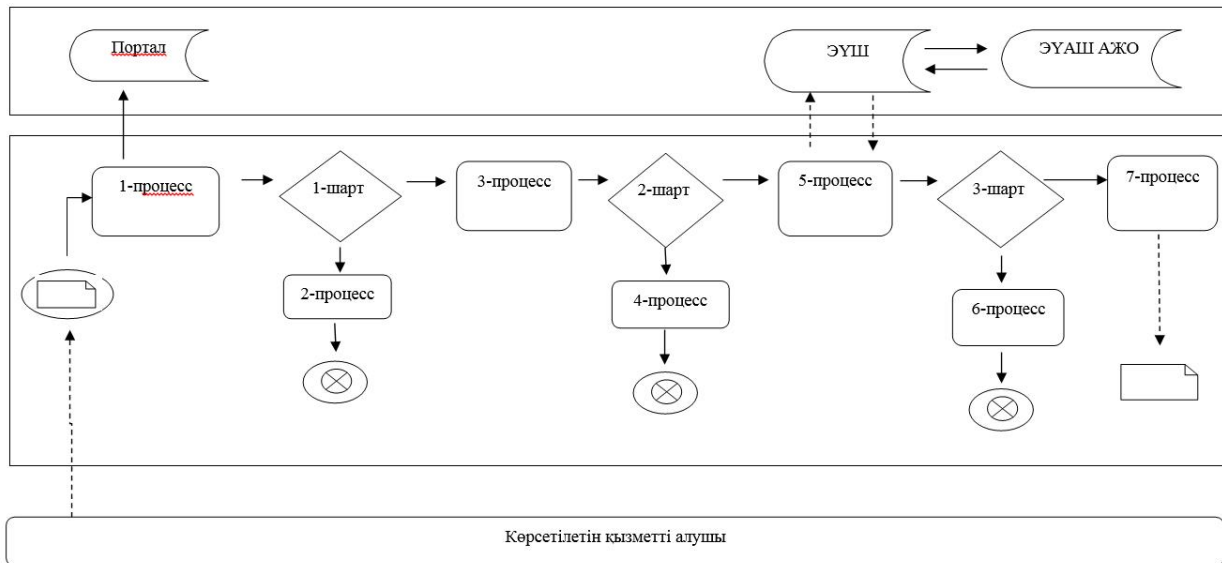 Портал
ЭҮШ
ЭҮАШ АЖО
1-процесс
1-шарт
3-процесс
2-шарт
5-процесс
3-шарт
7-процесс
2-процесс
4-процесс
6-процесс
Көрсетілетін қызметті алушы